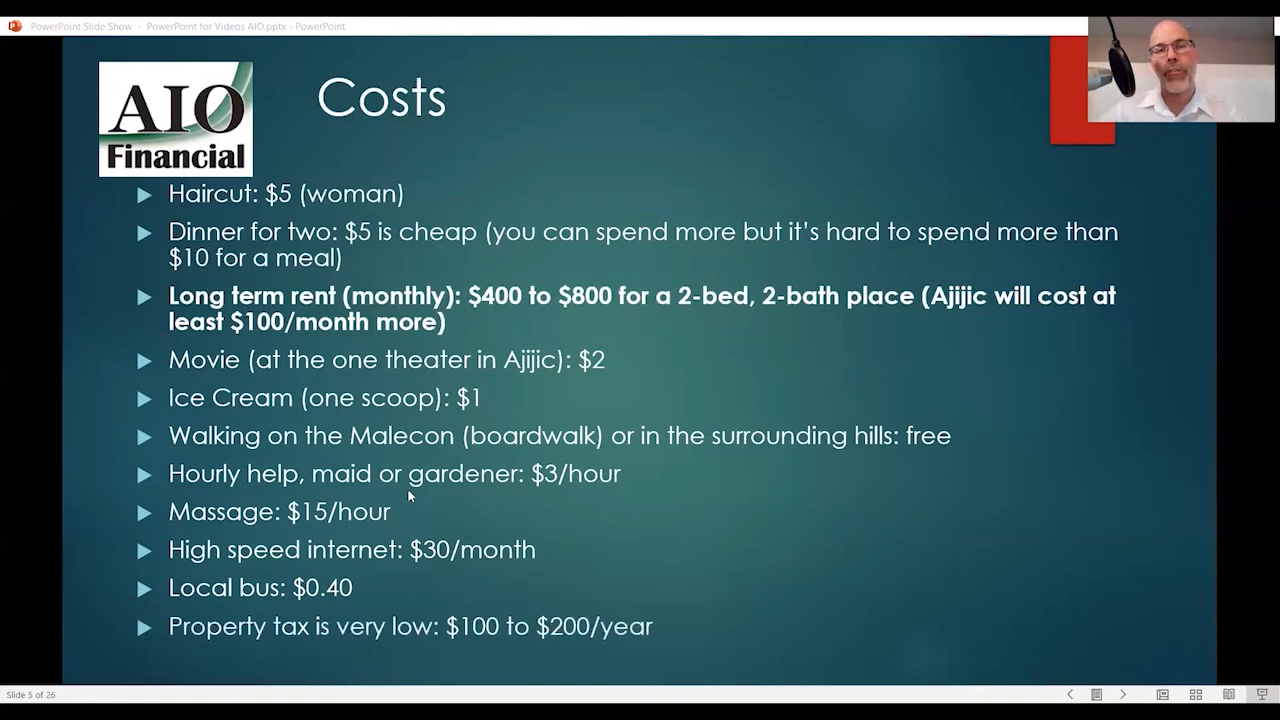 PowerPoint Slide Show - PowerPoint for Videos AIO.pptx - PowerPoint
AIO
Financial
Costs
Haircut: $5 (woman)
Dinner for two: $5 is cheap (you can spend more but it’s hard to spend more than
$10 for a meal)
Long term rent (monthly): $400 to $800 for a 2-bed, 2-bath place (Ajijic will cost at
least $100/month more)
Movie (at the one theater in Ajijic): $2
Ice Cream (one scoop): $1
Walking on the Malecon (boardwalk) or in the surrounding hills: free
Hourly help, maid or gardener: $3/hour
Massage: $15/hour
High speed internet: $30/month
Local bus: $0.40
Property tax is very low: $100 to $200/year
Slide 5 of 26